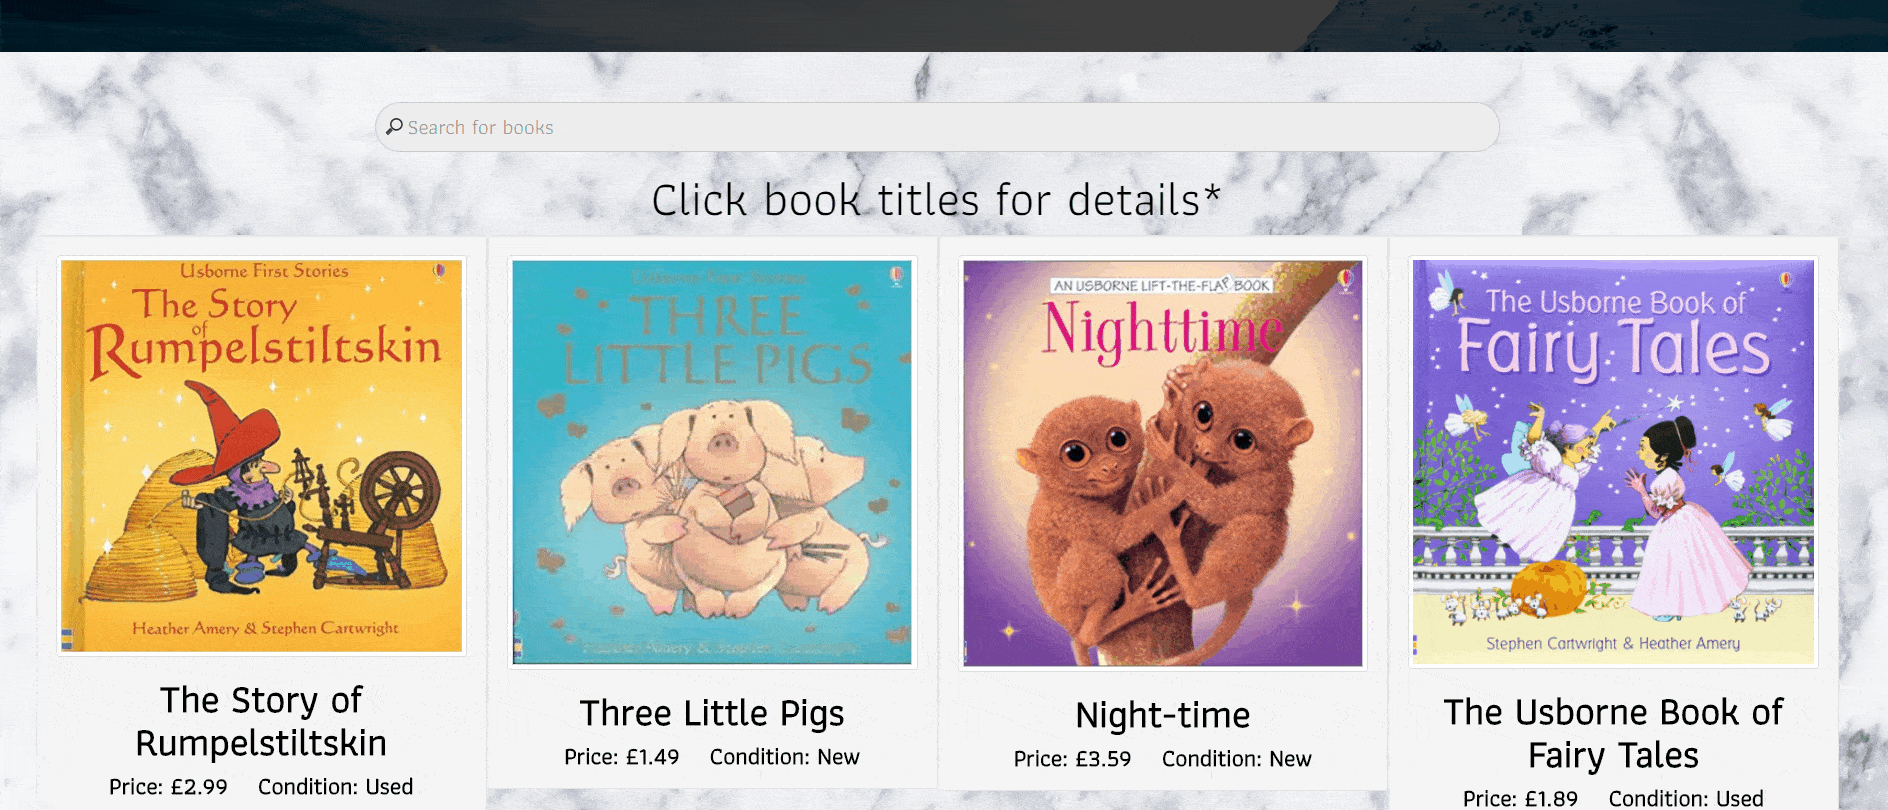 Search for books
Click book titles for details*
Usborne First Stories
The Story
of
Rumpelstiltskin
Heather Amery & Stephen Cartwright
The Story of
Rumpelstiltskin
Price: £2.99 Condition: Used
Usborne First Stories
THREE
LITTLE PIGS
Heather Amery & Stephen Cartwright
Three Little Pigs
Price: £1.49 Condition: New
AN USBORNE LIFT-THE-FLAP BOOK
Nighttime
Night-time
Price: £3.59 Condition: New
The Usborne Book of
Fairy Tales
Stephen Cartwright & Heather Amery
The Usborne Book of
Fairy Tales
Price: £1.89 Condition: Used